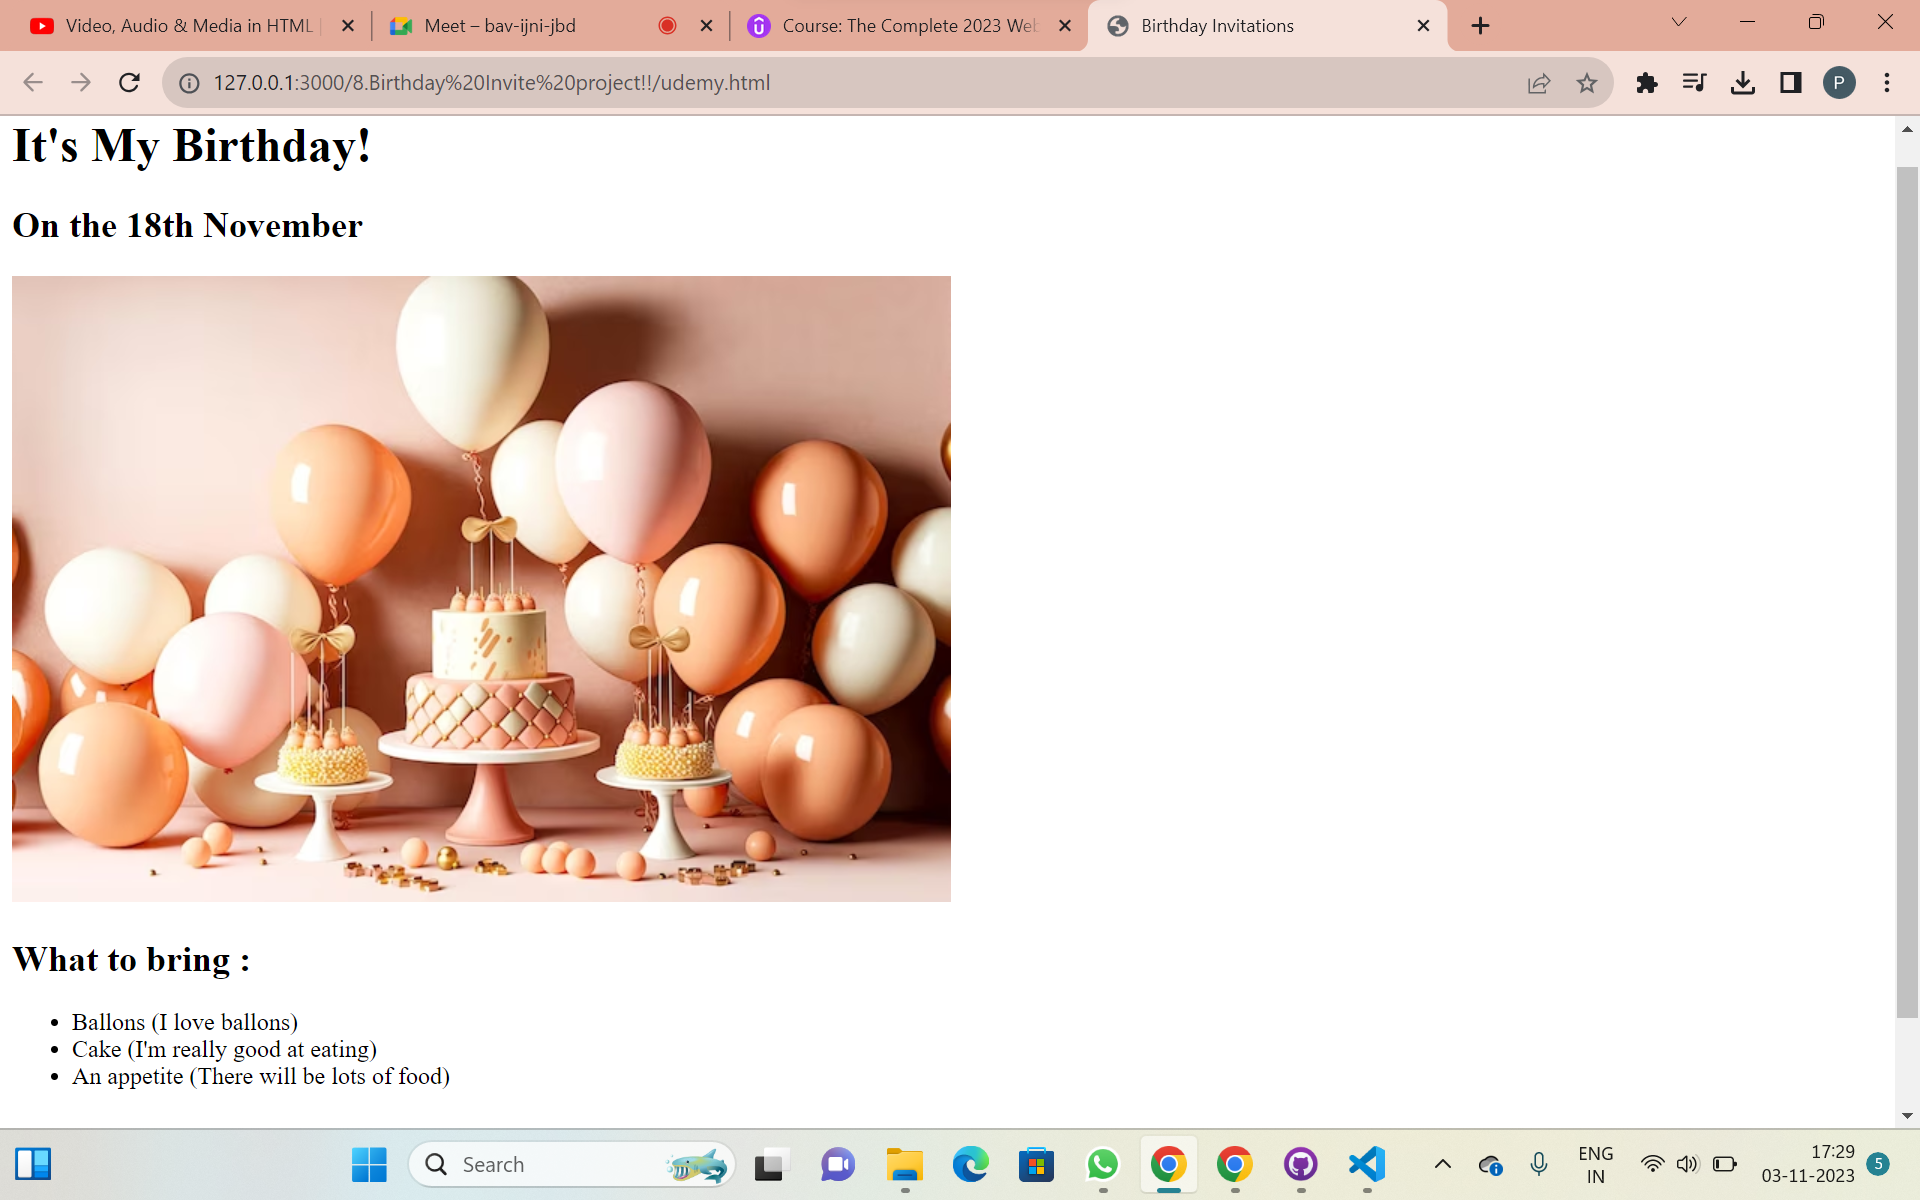 Video, Audio & Media in HTML
Meet – bav-ijni-jbd
Course: The Complete 2023 Web
Birthday Invitations
127.0.0.1:3000/8.Birthday%20Invite%20project!!/udemy.html
P
It's My Birthday!
On the 18th November
What to bring :
Ballons (I love ballons)
Cake (I'm really good at eating)
An appetite (There will be lots of food)
Search
ENG
IN
17:29
03-11-2023
5